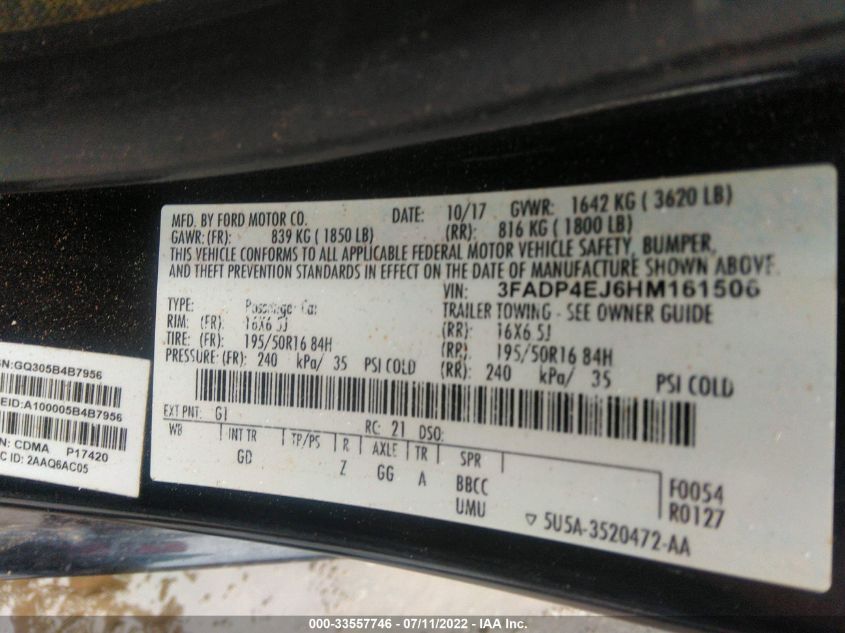 MFD. BY FORD MOTOR CO. DATE: 10/17 GVWR: 1642 KG ( 3620 LB)
GAWR: (FR): 839 KG ( 1850 LB) (RR): 816 KG ( 1800 LB)
THIS VEHICLE CONFORMS TO ALL APPLICABLE FEDERAL MOTOR VEHICLE SAFETY, BUMPER,
AND THEFT PREVENTION STANDARDS IN EFFECT ON THE DATE OF MANUFACTURE SHOWN ABOVE.
VIN: 3FADP4EJ6HM161506
TYPE: Passenger Car TRAILER TOWING - SEE OWNER GUIDE
RIM: (FR): 16X6.5J (RR): 16X6.5J
TIRE: (FR): 195/50R16 84H (RR): 195/50R16 84H
PRESSURE: (FR): 240 kPa/ 35 PSI COLD (RR): 240 kPa/ 35 PSI COLD
EXT PNT: G1 RC: 21 DSO:
WB INT TR TP/PS R AXLE TR SPR
GD Z GG A BBCC
UMU
F0054
R0127
5U5A-3520472-AA
SN:GQ305B4B7956
EID:A100005B4B7956
N: CDMA P17420
C ID: 2AAQ6AC05
000-33557746 - 07/11/2022 - IAA Inc.